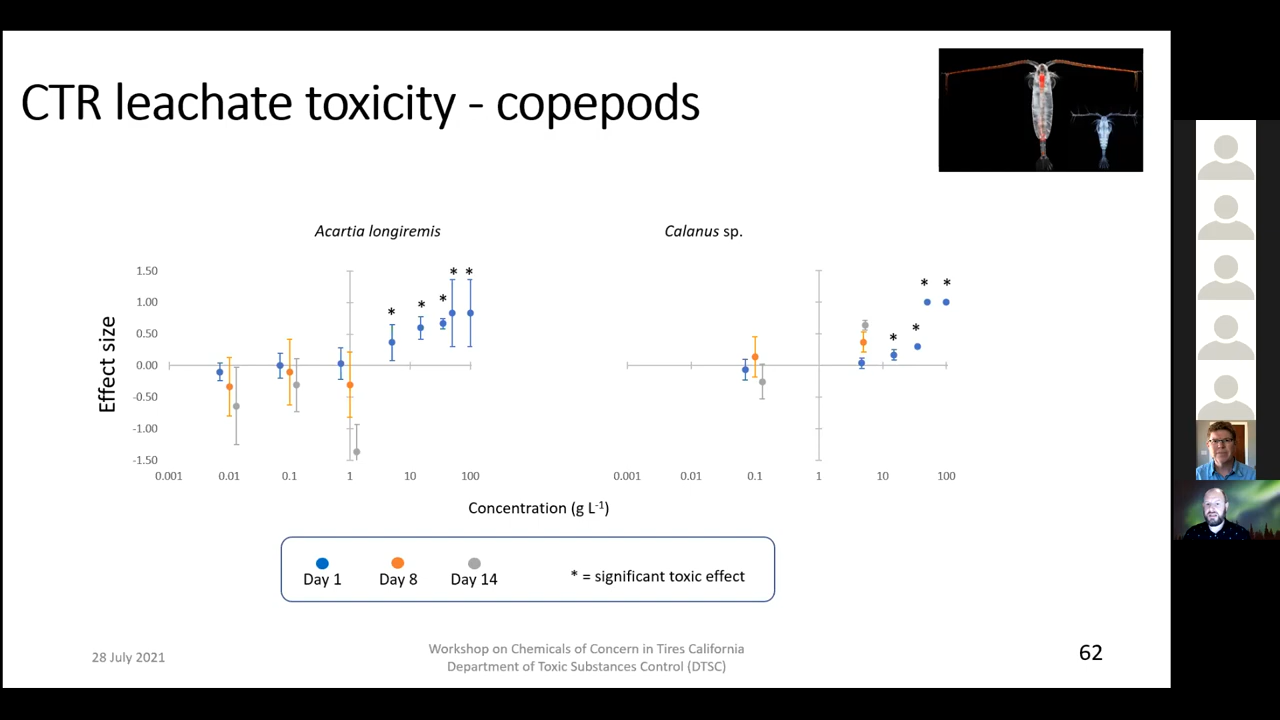 CTR leachate toxicity - copepods
Acartia longiremis
Calanus sp.
Effect size
1.50
1.00
0.50
0.00
-0.50
-1.00
-1.50
* * * * *
* * * *
0.001 0.01 0.1 1 10 100
0.001 0.01 0.1 1 10 100
Concentration (g L-1)
Day 1 Day 8 Day 14 * = significant toxic effect
28 July 2021
Workshop on Chemicals of Concern in Tires California
Department of Toxic Substances Control (DTSC)
62